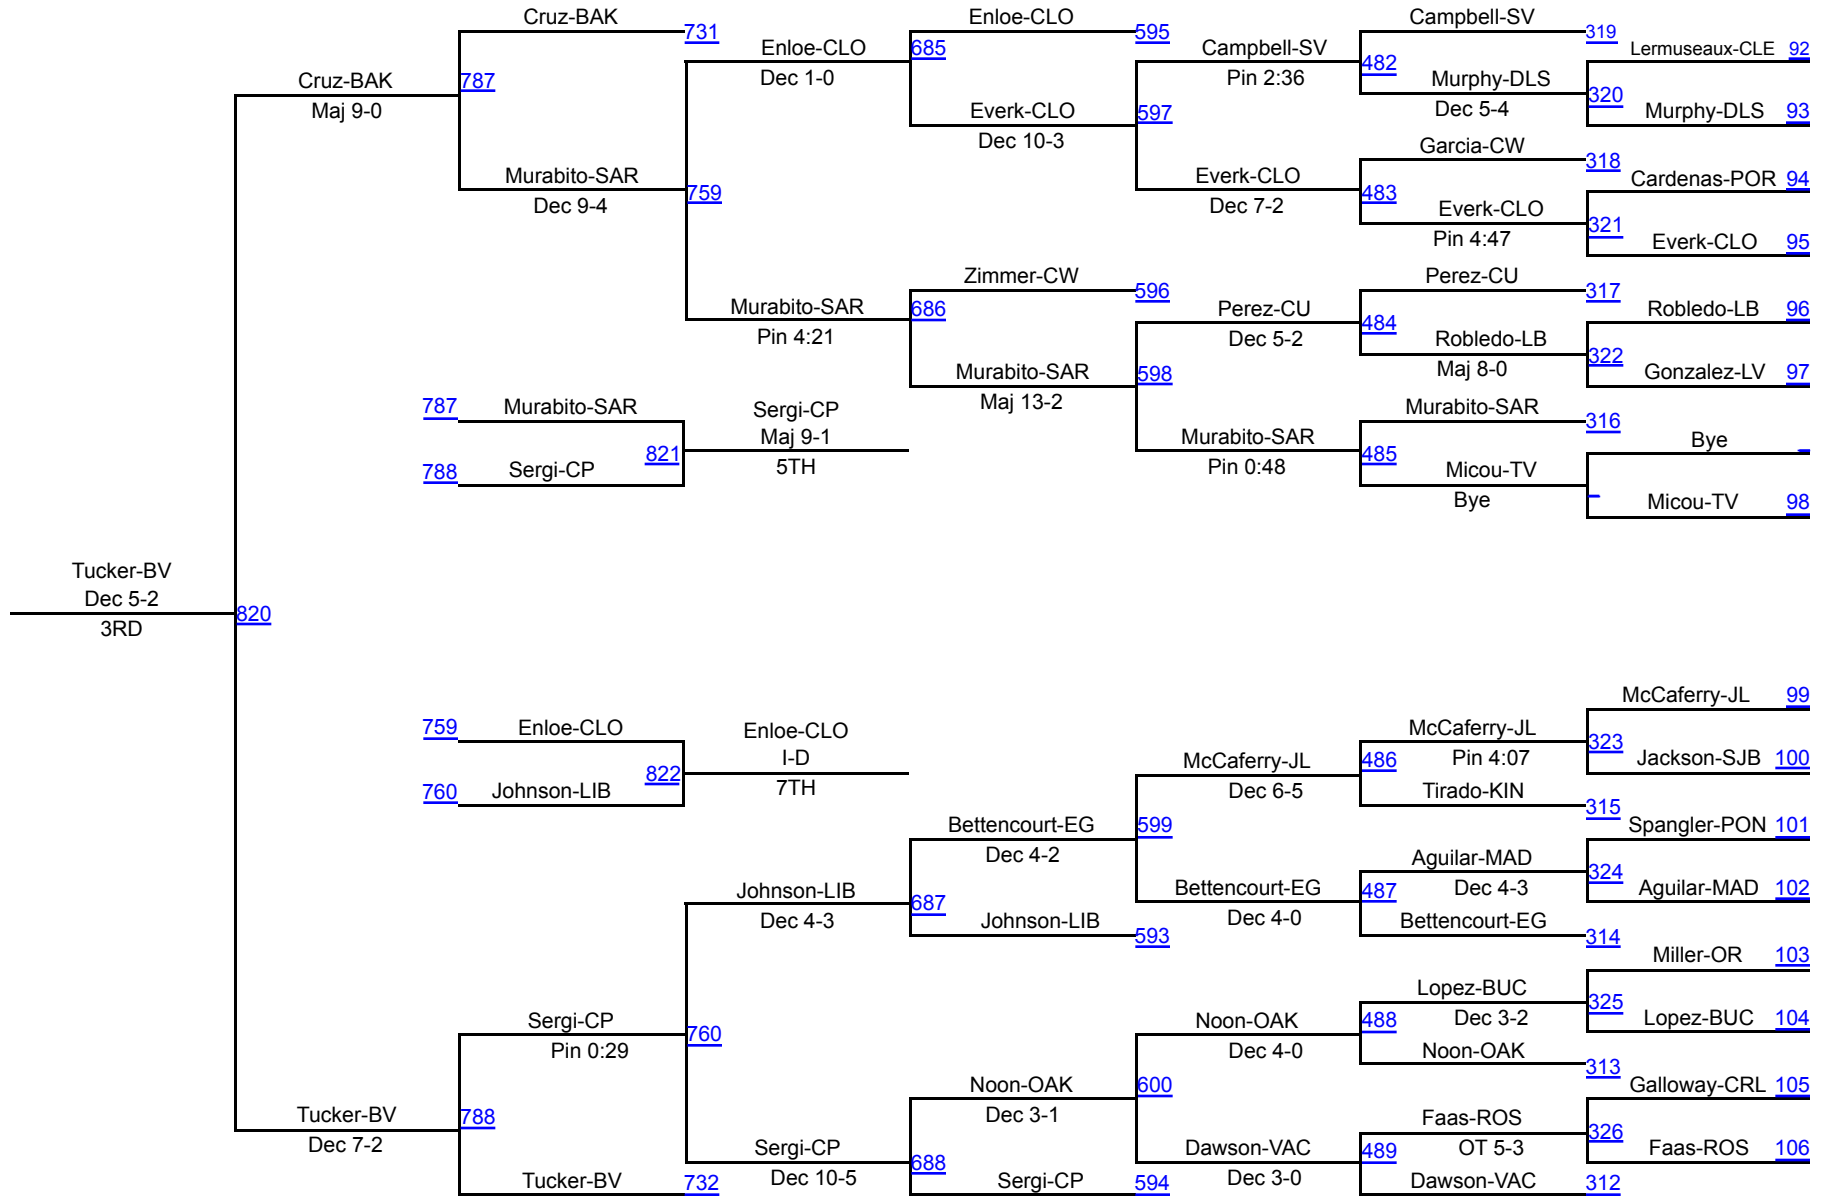 Cruz-BAK
731
Enloe-CLO
595
Campbell-SV
319
Lermuseaux-CLE 92
Enloe-CLO
685
Dec 1-0
Campbell-SV
Pin 2:36
482
Murphy-DLS
Dec 5-4
320
Murphy-DLS 93
Cruz-BAK
Maj 9-0
787
Everk-CLO
Dec 10-3
597
Garcia-CW
318
Cardenas-POR 94
Murabito-SAR
Dec 9-4
759
Everk-CLO
Dec 7-2
483
Everk-CLO
Pin 4:47
321
Everk-CLO 95
Zimmer-CW
596
Perez-CU
317
Robledo-LB 96
Murabito-SAR
Pin 4:21
686
Perez-CU
Dec 5-2
484
Robledo-LB
Maj 8-0
322
Gonzalez-LV 97
Murabito-SAR
Maj 13-2
598
787 Murabito-SAR
788 Sergi-CP
821
Sergi-CP
Maj 9-1
5TH
Murabito-SAR
316
Bye
Murabito-SAR
Pin 0:48
485
Micou-TV
Bye
Micou-TV 98
Tucker-BV
Dec 5-2
3RD
820
McCaferry-JL 99
759 Enloe-CLO
760 Johnson-LIB
822
Enloe-CLO
I-D
7TH
McCaferry-JL
Pin 4:07
323
Jackson-SJB 100
McCaferry-JL
Dec 6-5
486
Tirado-KIN
315
Spangler-PON 101
Bettencourt-EG
Dec 4-2
599
Aguilar-MAD
Dec 4-3
324
Aguilar-MAD 102
Johnson-LIB
Dec 4-3
687
Bettencourt-EG
Dec 4-0
487
Johnson-LIB
593
Bettencourt-EG
314
Miller-OR 103
Lopez-BUC
Dec 3-2
325
Lopez-BUC 104
Sergi-CP
Pin 0:29
760
Noon-OAK
Dec 4-0
488
Noon-OAK
313
Galloway-CRL 105
Noon-OAK
Dec 3-1
600
Tucker-BV
Dec 7-2
788
Faas-ROS
OT 5-3
326
Faas-ROS 106
Sergi-CP
Dec 10-5
688
Dawson-VAC
Dec 3-0
489
Tucker-BV
732
Sergi-CP
594
Dawson-VAC
312